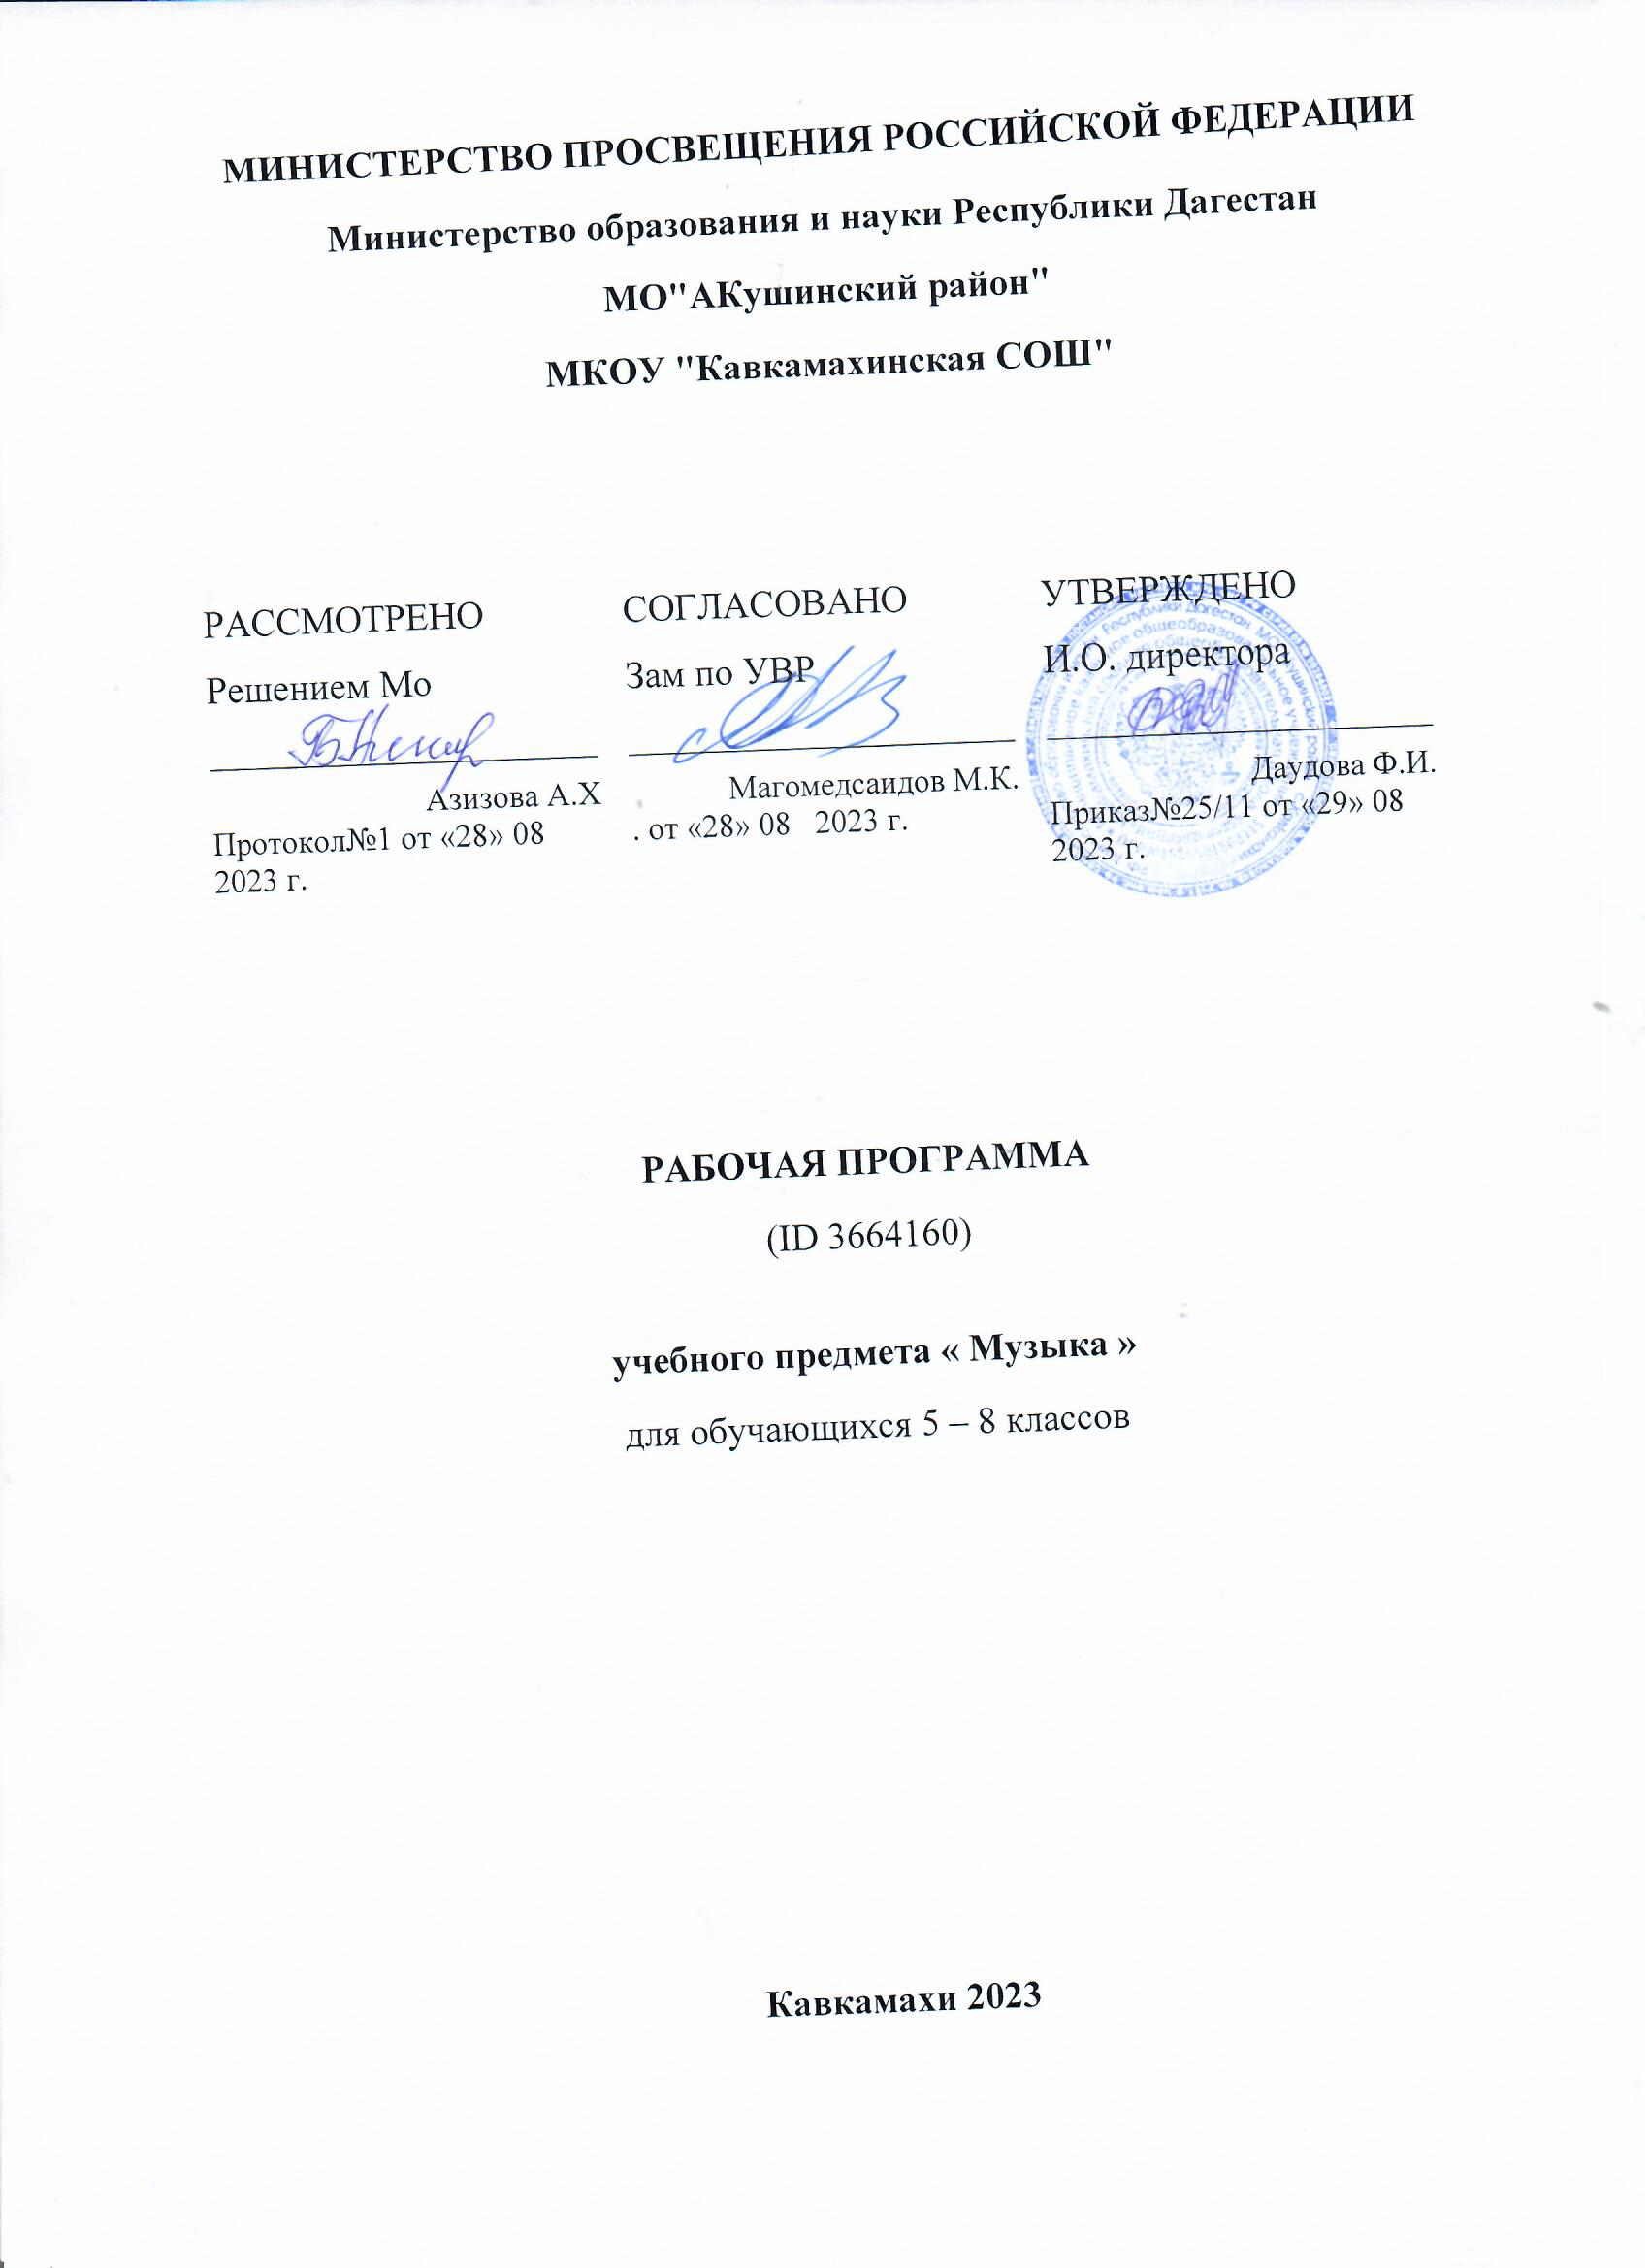 МИНИСТЕРСТВО ПРОСВЕЩЕНИЯ РОССИЙСКОЙ ФЕДЕРАЦИИ
Министерство образования и науки Республики Дагестан
МО"АКушинский район"
МКОУ "Кавкамахинская СОШ"
РАССМОТРЕНО
Решением Мо
Азизова А.Х
Протокол№1 от «28» 08
2023 г.
СОГЛАСОВАНО
Зам по УВР
Магомедсаидов М.К.
. от «28» 08 2023 г.
УТВЕРЖДЕНО
И.О. директора
Даудова Ф.И.
Приказ№25/11 от «29» 08
2023 г.
РАБОЧАЯ ПРОГРАММА
(ID 3664160)
учебного предмета « Музыка »
для обучающихся 5 – 8 классов
Кавкамахи 2023